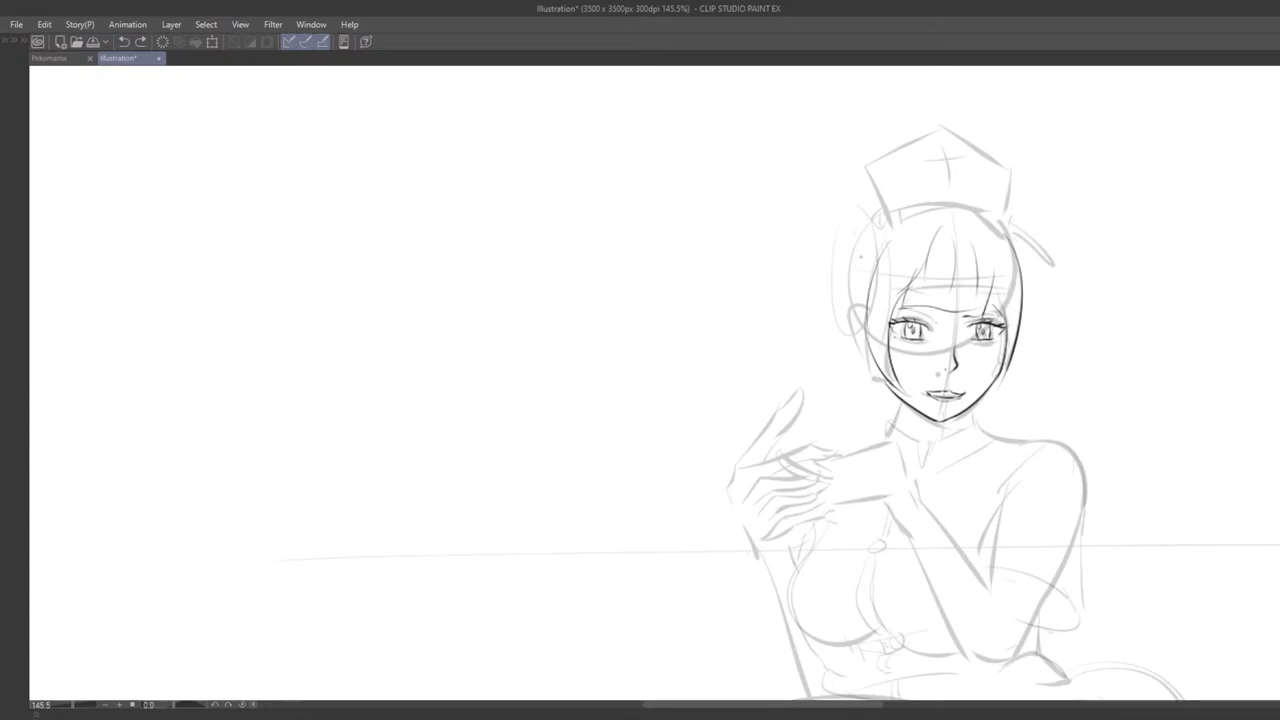 Illustration* (3500 x 3500px 300dpi 145.5%) - CLIP STUDIO PAINT EX
File Edit Story(P) Animation Layer Select View Filter Window Help
Pekomama Illustration*
145.5 0.0